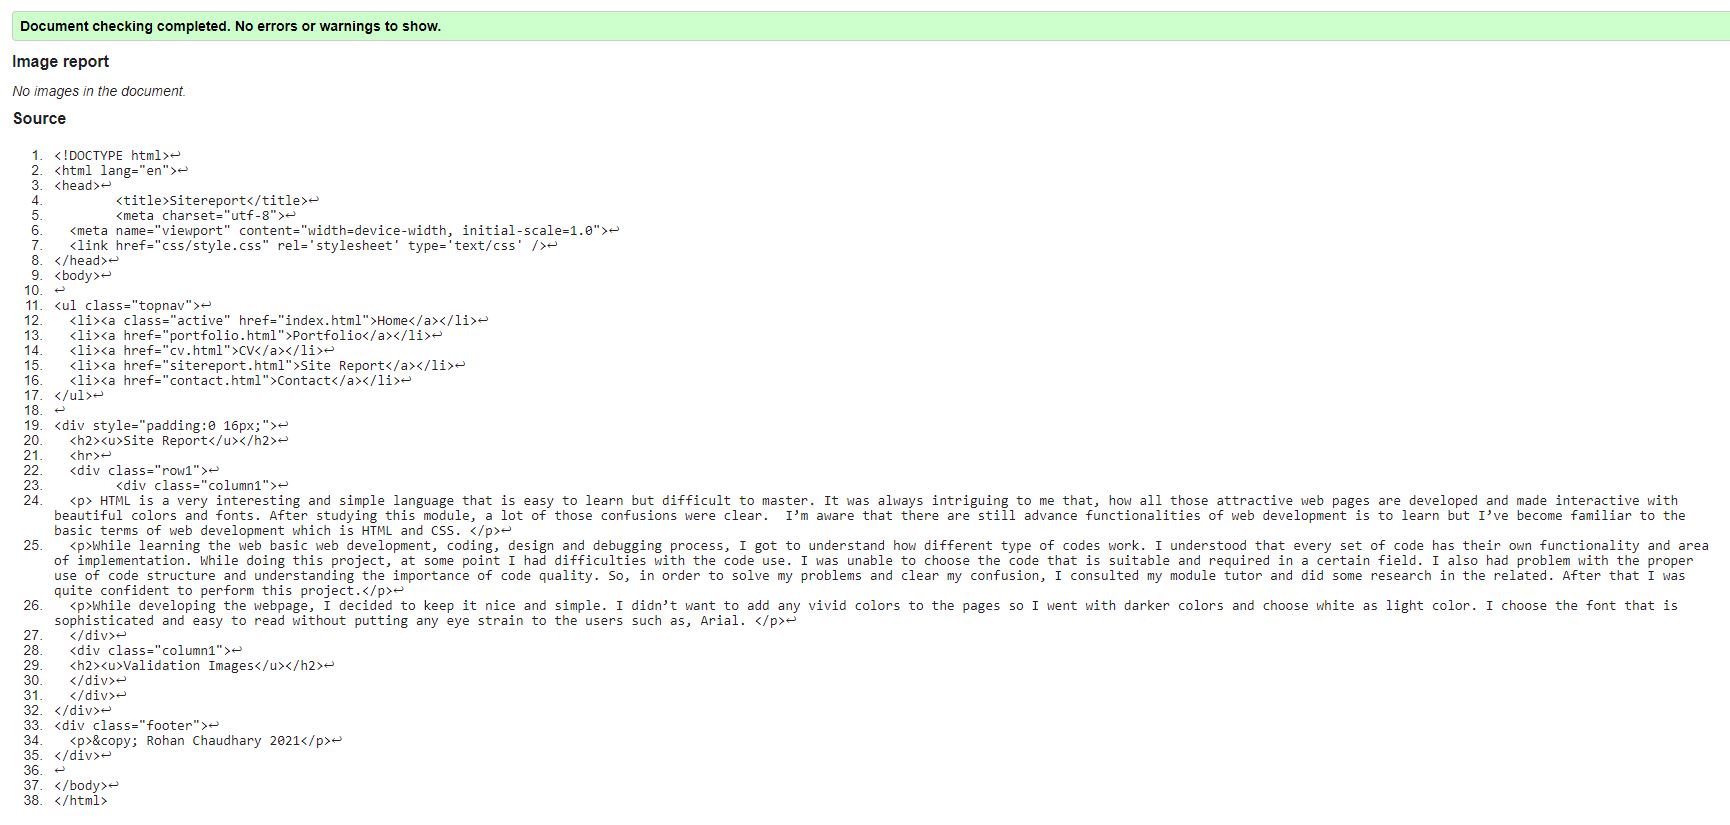 Document checking completed. No errors or warnings to show.
Image report
No images in the document.
Source
1. <!DOCTYPE html>↩
2. <html lang="en">↩
3. <head>↩
4. <title>Sitereport</title>↩
5. <meta charset="utf-8">↩
6. <meta name="viewport" content="width=device-width, initial-scale=1.0">↩
7. <link href="css/style.css" rel='stylesheet' type='text/css' />↩
8. </head>↩
9. <body>↩
10. ↩
11. <ul class="topnav">↩
12. <li><a class="active" href="index.html">Home</a></li>↩
13. <li><a href="portfolio.html">Portfolio</a></li>↩
14. <li><a href="cv.html">CV</a></li>↩
15. <li><a href="sitereport.html">Site Report</a></li>↩
16. <li><a href="contact.html">Contact</a></li>↩
17. </ul>↩
18. ↩
19. <div style="padding:0 16px;">↩
20. <h2><u>Site Report</u></h2>↩
21. <hr>↩
22. <div class="row1">↩
23. <div class="column1">↩
24. <p> HTML is a very interesting and simple language that is easy to learn but difficult to master. It was always intriguing to me that, how all those attractive web pages are developed and made interactive with
beautiful colors and fonts. After studying this module, a lot of those confusions were clear.  I’m aware that there are still advance functionalities of web development is to learn but I’ve become familiar to the
basic terms of web development which is HTML and CSS. </p>↩
25. <p>While learning the web basic web development, coding, design and debugging process, I got to understand how different type of codes work. I understood that every set of code has their own functionality and area
of implementation. While doing this project, at some point I had difficulties with the code use. I was unable to choose the code that is suitable and required in a certain field. I also had problem with the proper
use of code structure and understanding the importance of code quality. So, in order to solve my problems and clear my confusion, I consulted my module tutor and did some research in the related. After that I was
quite confident to perform this project.</p>↩
26. <p>While developing the webpage, I decided to keep it nice and simple. I didn’t want to add any vivid colors to the pages so I went with darker colors and choose white as light color. I choose the font that is
sophisticated and easy to read without putting any eye strain to the users such as, Arial. </p>↩
27. </div>↩
28. <div class="column1">↩
29. <h2><u>Validation Images</u></h2>↩
30. </div>↩
31. </div>↩
32. </div>↩
33. <div class="footer">↩
34. <p>&copy; Rohan Chaudhary 2021</p>↩
35. </div>↩
36. ↩
37. </body>↩
38. </html>